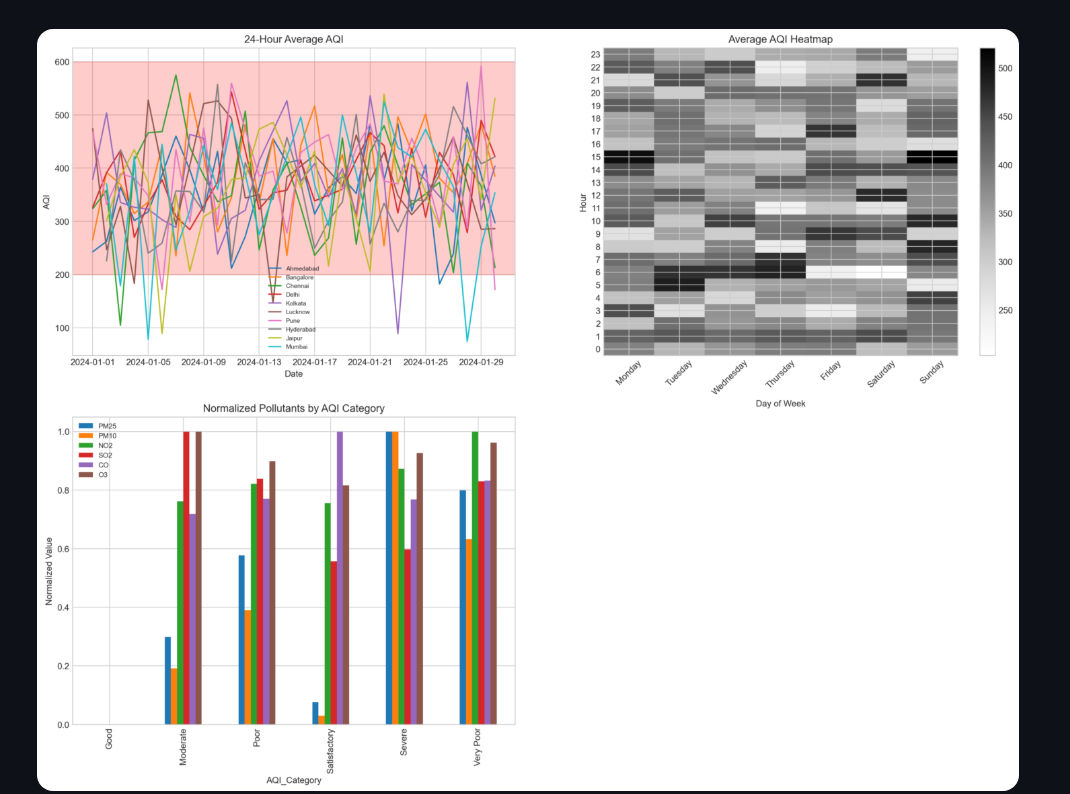 24-Hour Average AQI
600
500
400
300
200
100
AQI
Ahmedabad
Bangalore
Chennai
Delhi
Kolkata
Lucknow
Pune
Hyderabad
Jaipur
Mumbai
2024-01-01 2024-01-05 2024-01-09 2024-01-13 2024-01-17 2024-01-21 2024-01-25 2024-01-29
Date
Average AQI Heatmap
23
22
21
20
19
18
17
16
15
14
13
12
11
10
9
8
7
6
5
4
3
2
1
0
Hour
Monday Tuesday Wednesday Thursday Friday Saturday Sunday
Day of Week
500
450
400
350
300
250
Normalized Pollutants by AQI Category
PM25
PM10
NO2
SO2
CO
O3
1.0
0.8
0.6
0.4
0.2
0.0
Normalized Value
Good Moderate Poor Satisfactory Severe Very Poor
AQI_Category